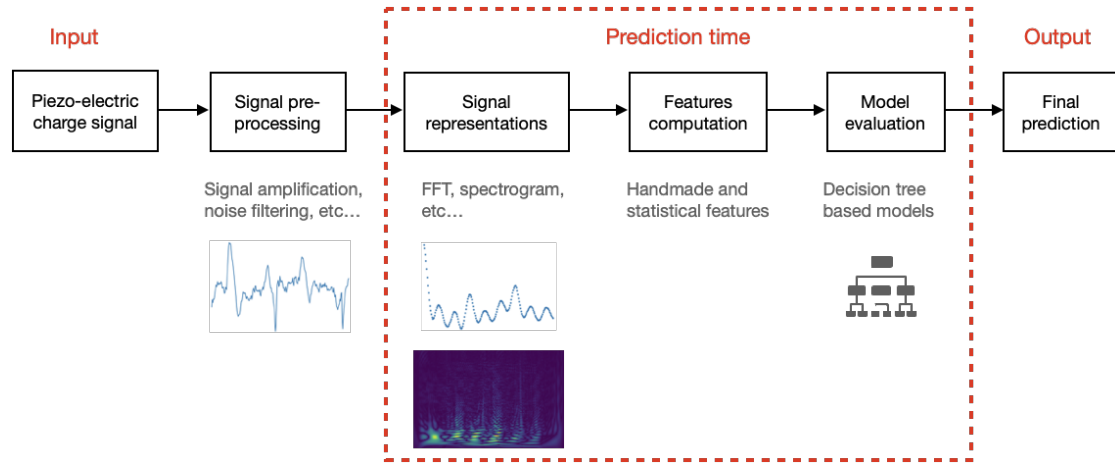 Input
Prediction time
Output
Piezo-electric
charge signal
Signal pre-
processing
Signal
representations
Features
computation
Model
evaluation
Final
prediction
Signal amplification,
noise filtering, etc...
FFT, spectrogram,
etc...
Handmade and
statistical features
Decision tree
based models